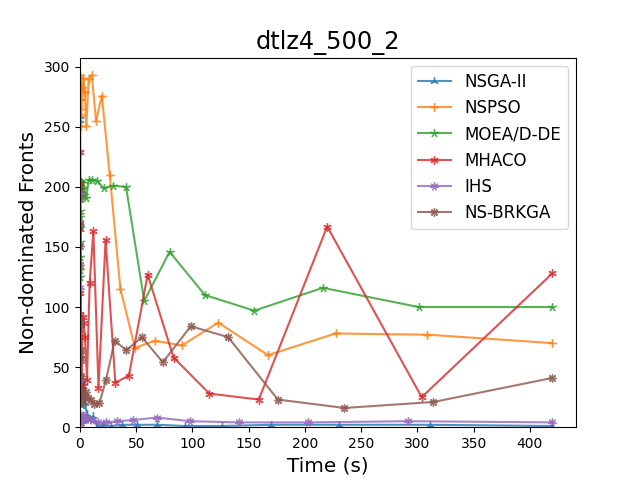 dtlz4_500_2
Non-dominated Fronts
300
250
200
150
100
50
0
0 50 100 150 200 250 300 350 400
Time (s)
NSGA-II
NSPSO
MOEA/D-DE
MHACO
IHS
NS-BRKGA